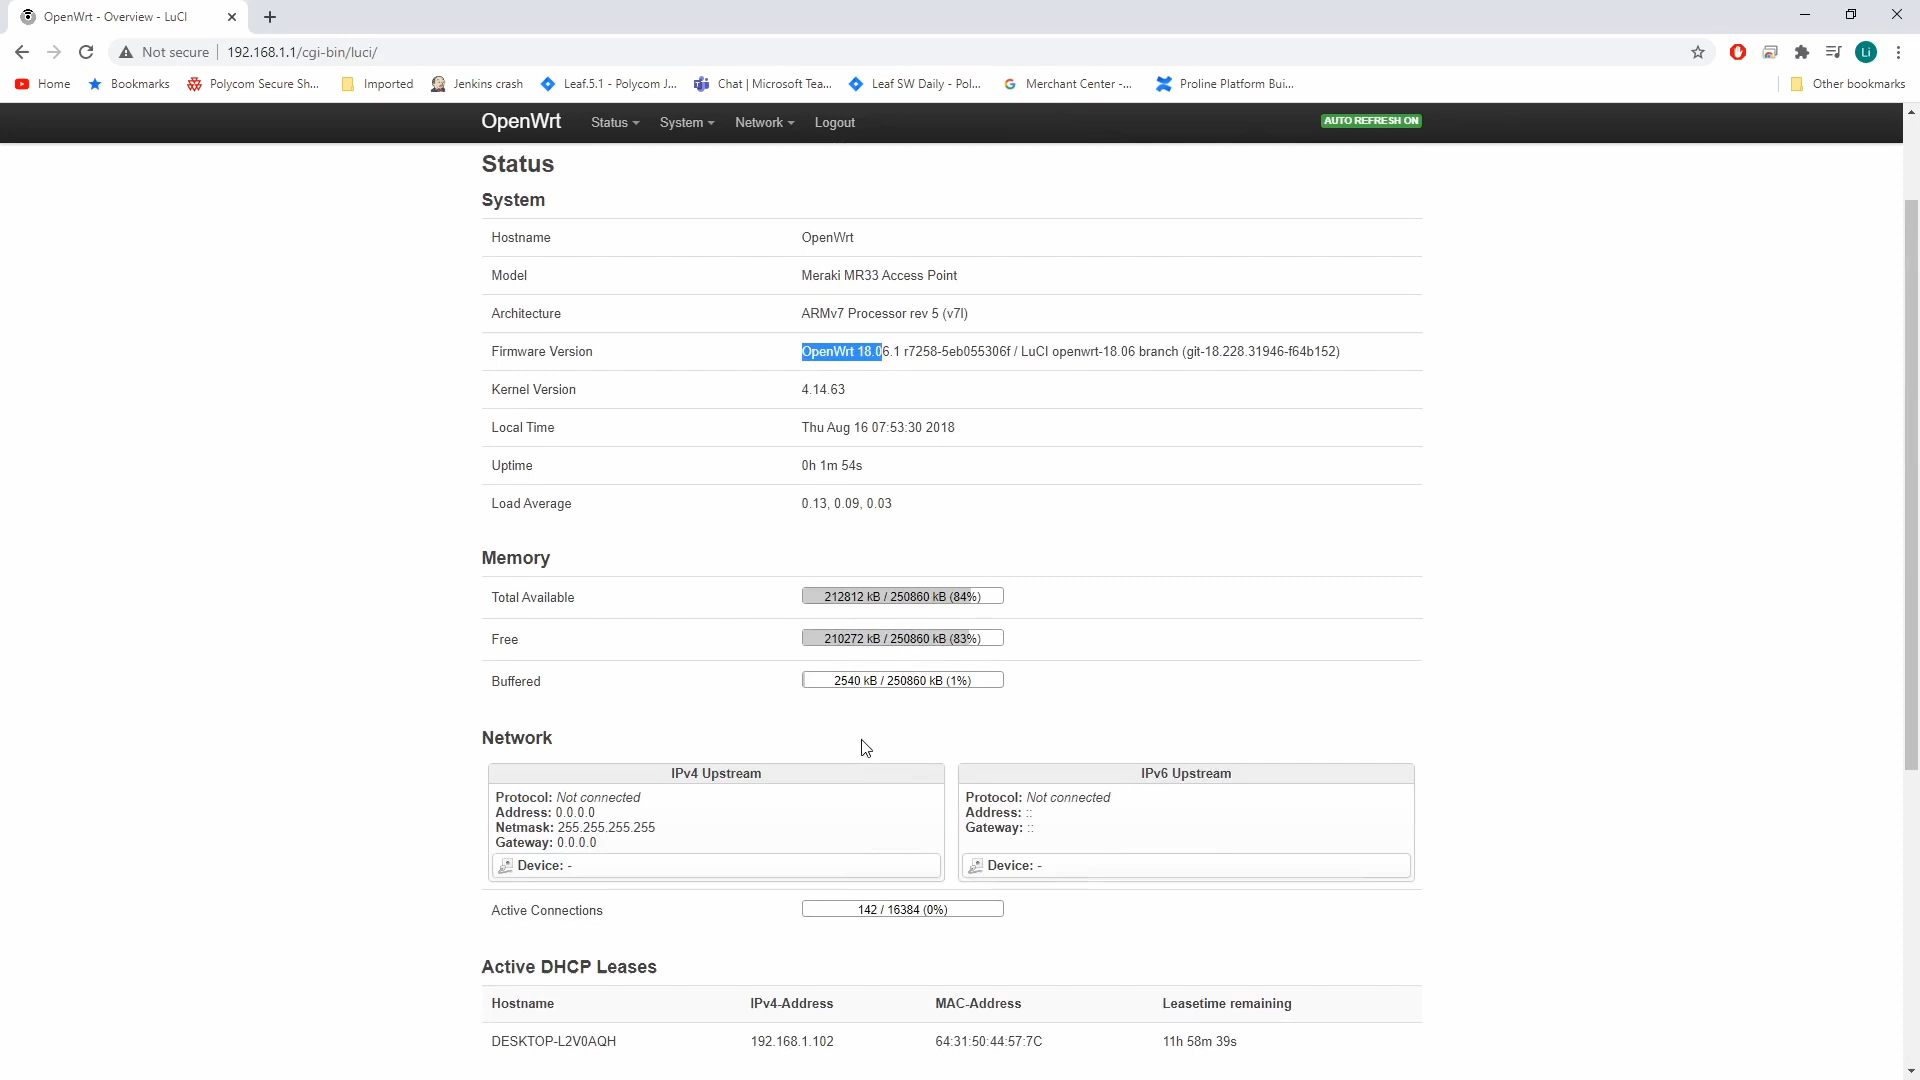 OpenWrt - Overview - LuCI
Not secure 192.168.1.1/cgi-bin/luci/
Li
Home Bookmarks Polycom Secure Sh... Imported Jenkins crash Leaf.5.1 - Polycom J... Chat | Microsoft Tea... Leaf SW Daily - Pol... Merchant Center -... Proline Platform Bui... Other bookmarks
OpenWrt Status System Network Logout AUTO REFRESH ON
Status
System
Hostname OpenWrt
Model Meraki MR33 Access Point
Architecture ARMv7 Processor rev 5 (v7l)
Firmware Version OpenWrt 18.06.1 r7258-5eb055306f / LuCI openwrt-18.06 branch (git-18.228.31946-f64b152)
Kernel Version 4.14.63
Local Time Thu Aug 16 07:53:30 2018
Uptime 0h 1m 54s
Load Average 0.13, 0.09, 0.03
Memory
Total Available 212812 kB / 250860 kB (84%)
Free 210272 kB / 250860 kB (83%)
Buffered 2540 kB / 250860 kB (1%)
Network
IPv4 Upstream IPv6 Upstream
Protocol: Not connected Protocol: Not connected
Address: 0.0.0.0 Address: ::
Netmask: 255.255.255.255 Gateway: ::
Gateway: 0.0.0.0
Device: - Device: -
Active Connections 142 / 16384 (0%)
Active DHCP Leases
Hostname IPv4-Address MAC-Address Leasetime remaining
DESKTOP-L2V0AQH 192.168.1.102 64:31:50:44:57:7C 11h 58m 39s